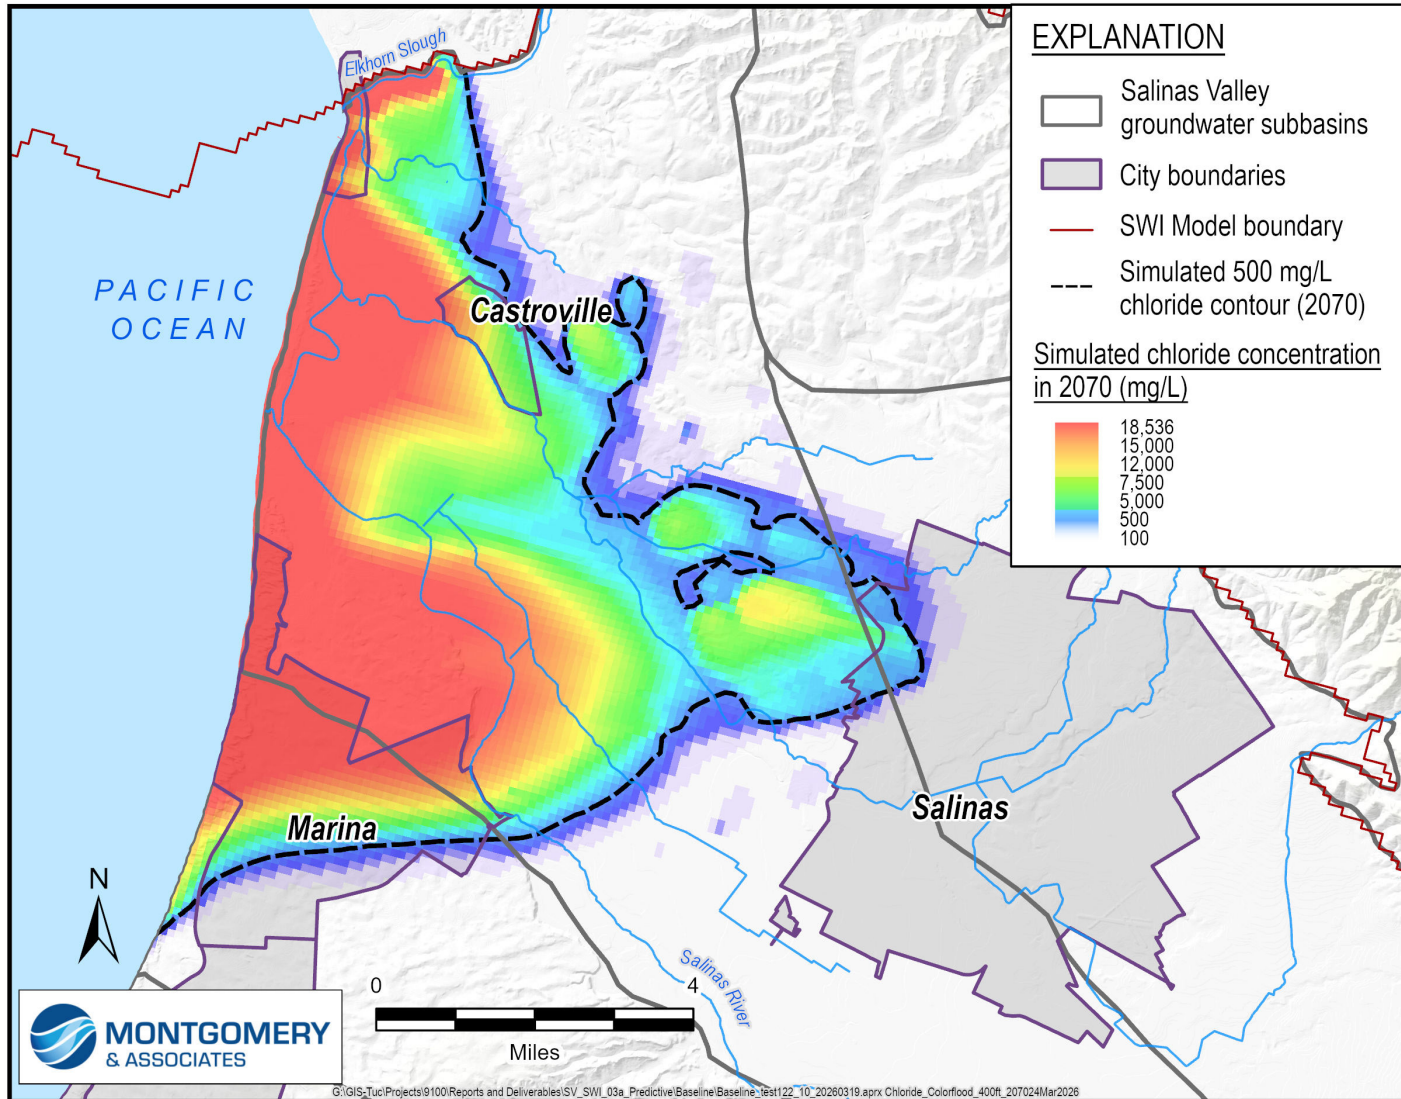 Elkhorn Slough
PACIFIC
OCEAN
Castroville
Marina
Salinas
Salinas River
N
0 4
Miles
MONTGOMERY
& ASSOCIATES
EXPLANATION
Salinas Valley
groundwater subbasins
City boundaries
SWI Model boundary
Simulated 500 mg/L
chloride contour (2070)
Simulated chloride concentration
in 2070 (mg/L)
18,536
15,000
12,000
7,500
5,000
500
100
G:\GIS-Tuc\Projects\9100\Reports and Deliverables\SV_SWI_03a_Predictive\Baseline\Baseline_test122_10_20260319.aprx Chloride_Colorflood_400ft_207024Mar2026